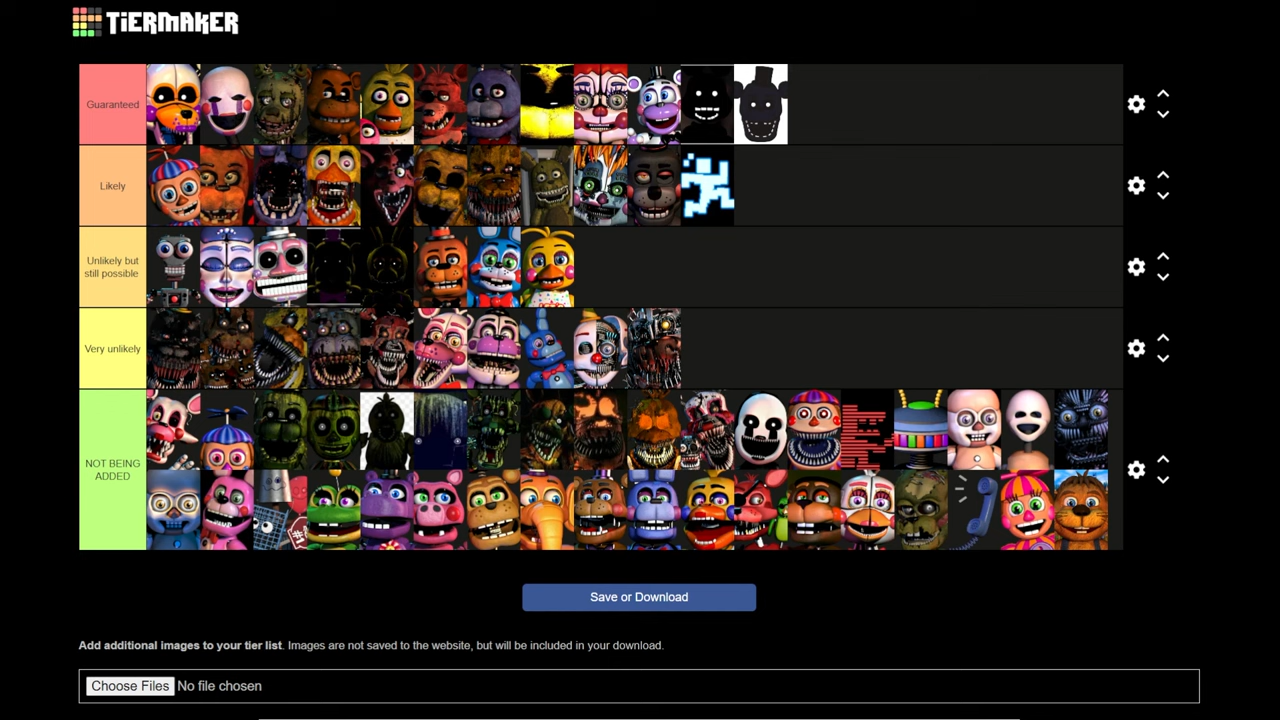 TiERMAKER
Guaranteed
Likely
Unlikely but
still possible
Very unlikely
NOT BEING
ADDED
#1
Save or Download
Add additional images to your tier list. Images are not saved to the website, but will be included in your download.
Choose Files No file chosen